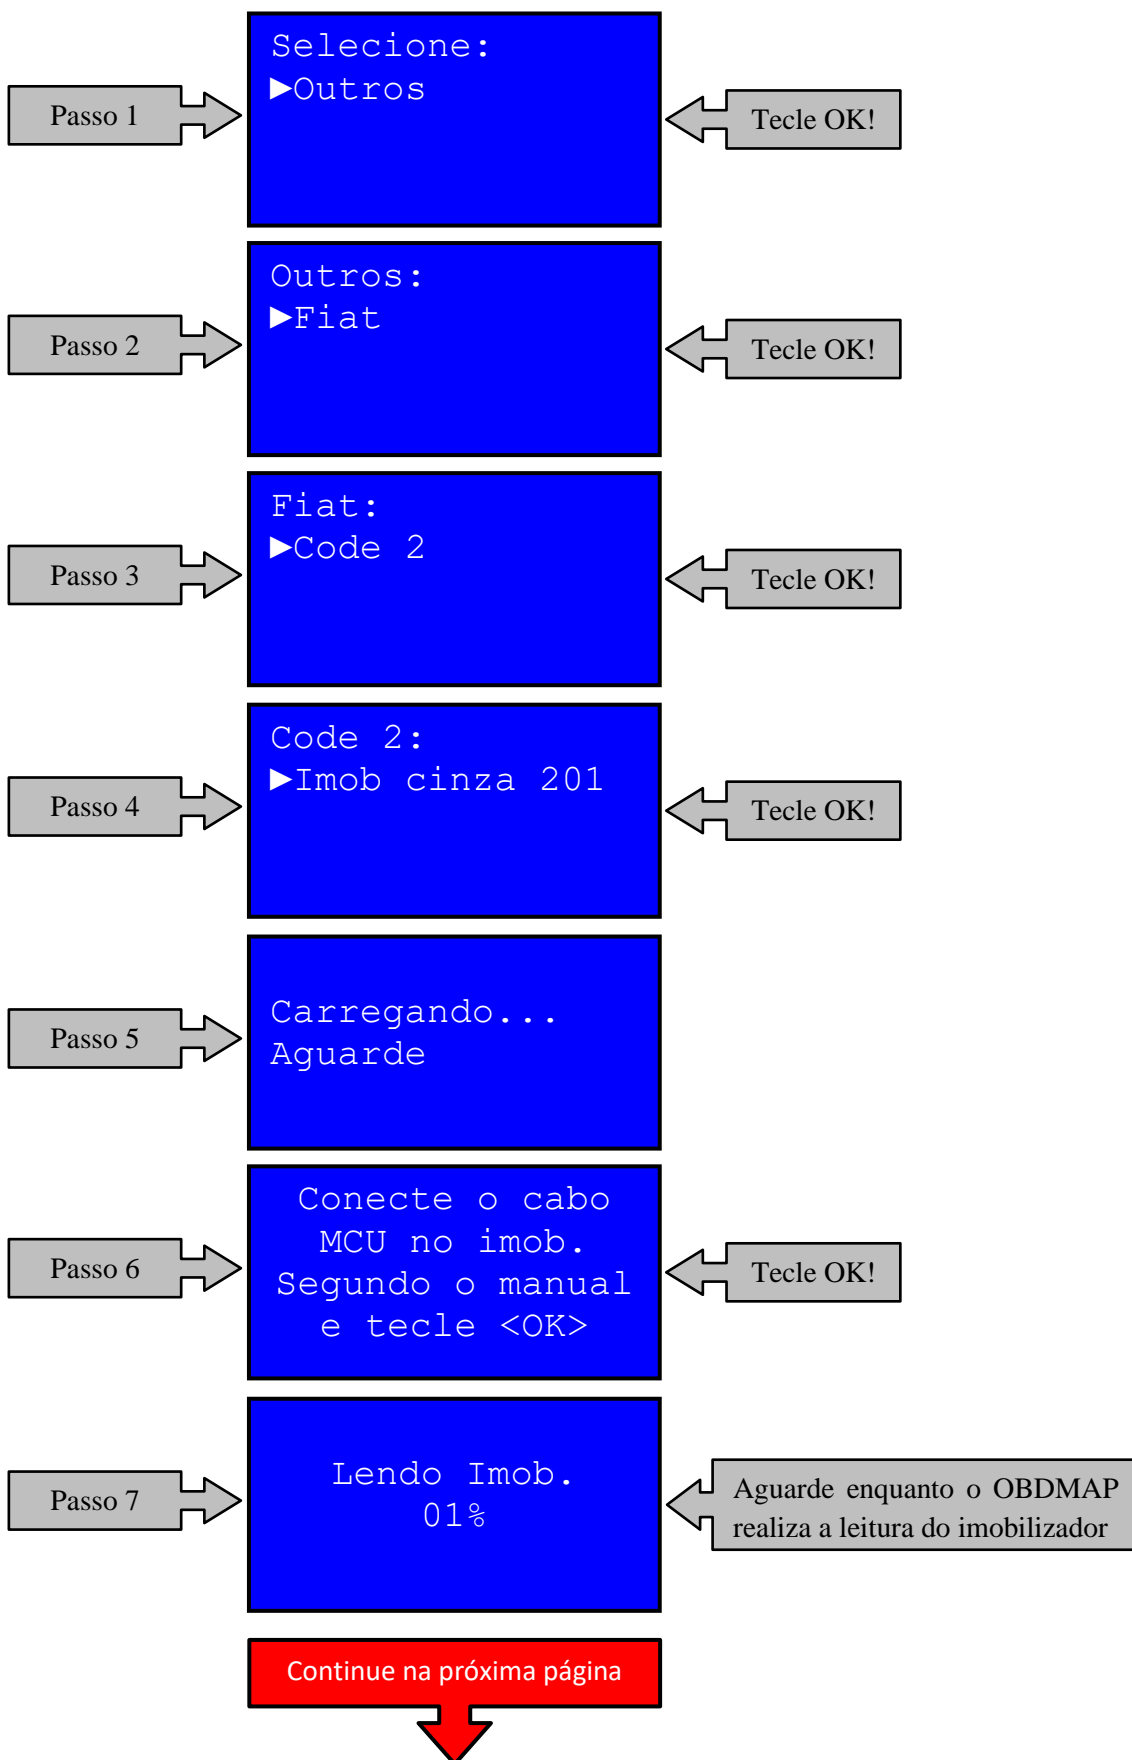 Selecione:
►Outros
Passo 1
Tecle OK!
Outros:
►Fiat
Passo 2
Tecle OK!
Fiat:
►Code 2
Passo 3
Tecle OK!
Code 2:
►Imob cinza 201
Passo 4
Tecle OK!
Carregando...
Aguarde
Passo 5
Conecte o cabo
MCU no imob.
Segundo o manual
e tecle <OK>
Passo 6
Tecle OK!
Lendo Imob.
01%
Passo 7
Aguarde enquanto o OBDMAP
realiza a leitura do imobilizador
Continue na próxima página